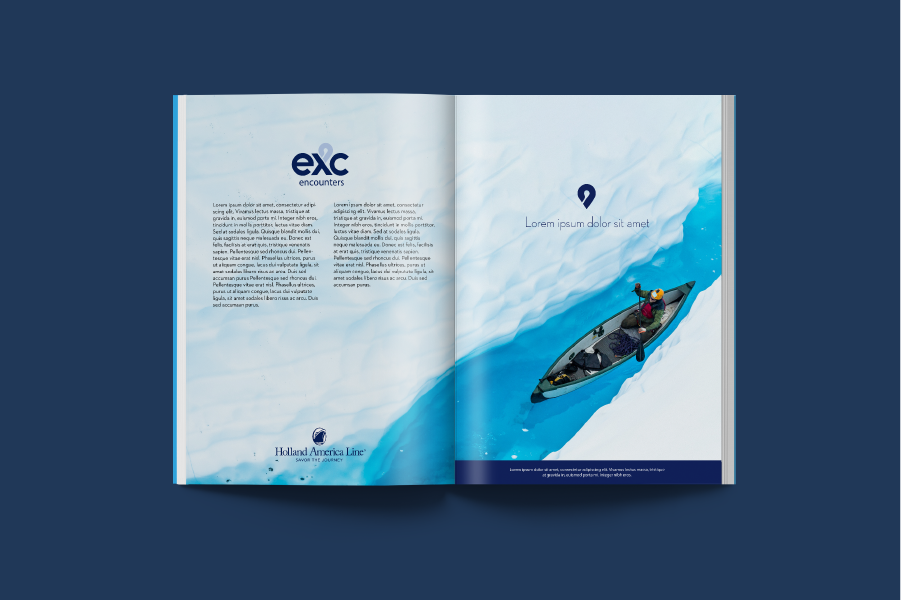 exc
encounters
Lorem ipsum dolor sit amet, consectetur adipi-
scing elit. Vivamus lectus massa, tristique at
gravida in, euismod porta mi. Integer nibh eros,
tincidunt in mollis porttitor, luctus vitae diam.
Sed at sodales ligula. Quisque blandit mollis dui,
quis sagittis neque malesuada eu. Donec est
felis, facilisis at erat quis, tristique venenatis
sapien. Pellentesque sed rhoncus dui. Pellen-
tesque vitae erat nisl. Phasellus ultrices, purus
ut aliquam congue, lacus dui vulputate ligula, sit
amet sodales libero risus ac arcu. Duis sed
accumsan purus Pellentesque sed rhoncus dui.
Pellentesque vitae erat nisl. Phasellus ultrices,
purus ut aliquam congue, lacus dui vulputate
ligula, sit amet sodales libero risus ac arcu. Duis
sed accumsan purus.
Lorem ipsum dolor sit amet, consectetur
adipiscing elit. Vivamus lectus massa,
tristique at gravida in, euismod porta mi. Integer
nibh eros, tincidunt in mollis porttitor,
luctus vitae diam. Sed at sodales ligula.
Quisque blandit mollis dui, quis sagittis
neque malesuada eu. Donec est felis, facilisis
at erat quis, tristique venenatis sapien.
Pellentesque sed rhoncus dui. Pellentesque
vitae erat nisl. Phasellus ultrices, purus ut
aliquam congue, lacus dui vulputate ligula, sit
amet sodales libero risus ac arcu. Duis sed
accumsan purus.
Holland America Line
SAVOR THE JOURNEY
Lorem ipsum dolor sit amet
Lorem ipsum dolor sit amet, consectetur adipiscing elit. Vivamus lectus massa, tristique
at gravida in, euismod porta mi. Integer nibh eros.